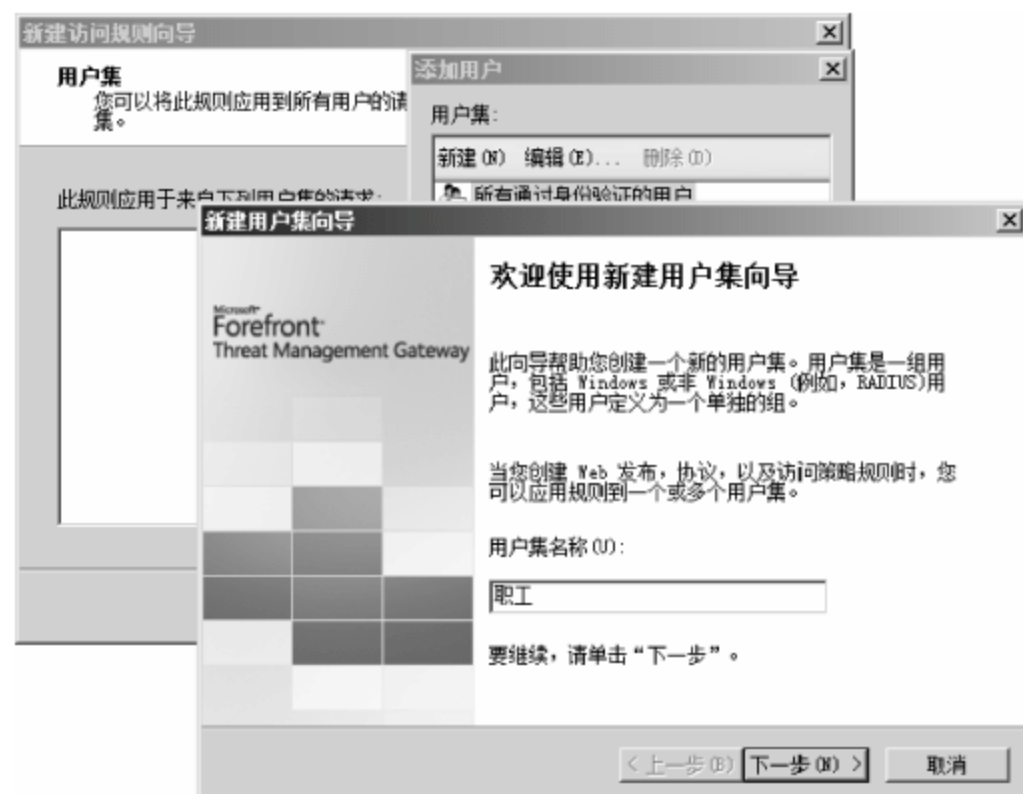 新建访问规则向导
用户集
您可以将此规则应用到所有用户的请
集。
此规则应用于来自下列用户集的请求:
添加用户
用户集:
新建(N) 编辑(E)... 删除(D)
所有通过身份验证的用户
新建用户集向导
Microsoft
Forefront
Threat Management Gateway
欢迎使用新建用户集向导
此向导帮助您创建一个新的用户集。用户集是一组用
户，包括 Windows 或非 Windows (例如，RADIUS)用
户，这些用户定义为一个单独的组。
当您创建 Web 发布，协议，以及访问策略规则时，您
可以应用规则到一个或多个用户集。
用户集名称(U):
职工
要继续，请单击“下一步”。
<上一步(B) 下一步(N) > 取消